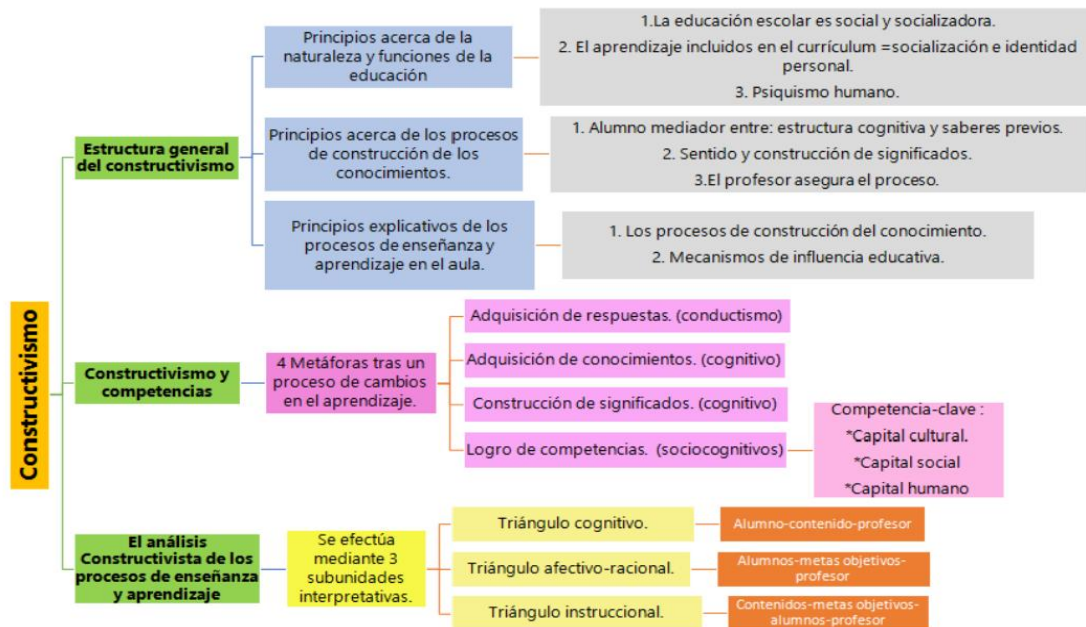 Constructivismo
Estructura general
del constructivismo
Principios acerca de la
naturaleza y funciones de la
educación
1.La educación escolar es social y socializadora.
2. El aprendizaje incluidos en el currículum =socialización e identidad
personal.
3. Psiquismo humano.
Principios acerca de los procesos
de construcción de los
conocimientos.
1. Alumno mediador entre: estructura cognitiva y saberes previos.
2. Sentido y construcción de significados.
3.El profesor asegura el proceso.
Principios explicativos de los
procesos de enseñanza y
aprendizaje en el aula.
1. Los procesos de construcción del conocimiento.
2. Mecanismos de influencia educativa.
Constructivismo y
competencias
4 Metáforas tras un
proceso de cambios
en el aprendizaje.
Adquisición de respuestas. (conductismo)
Adquisición de conocimientos. (cognitivo)
Construcción de significados. (cognitivo)
Logro de competencias. (sociocognitivos)
Competencia-clave :
*Capital cultural.
*Capital social
*Capital humano
El análisis
Constructivista de los
procesos de enseñanza
y aprendizaje
Se efectúa
mediante 3
subunidades
interpretativas.
Triángulo cognitivo.
Alumno-contenido-profesor
Triángulo afectivo-racional.
Alumnos-metas objetivos-
profesor
Triángulo instruccional.
Contenidos-metas objetivos-
alumnos-profesor